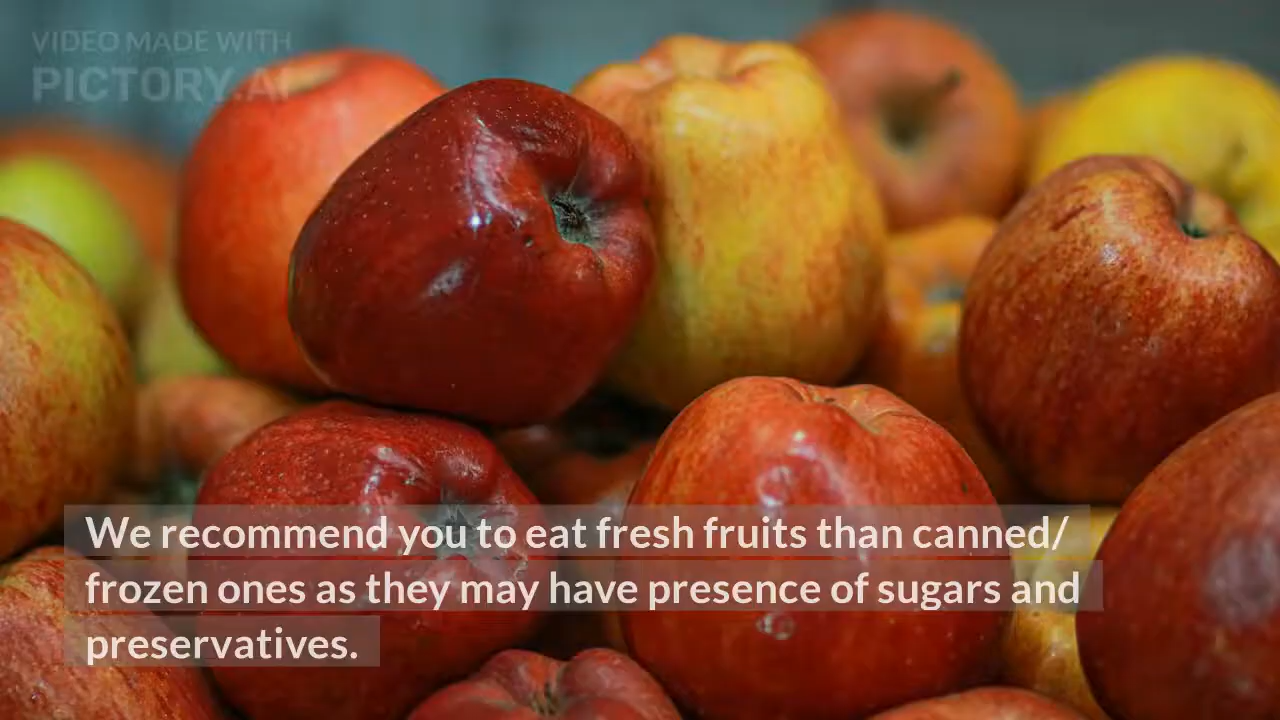 VIDEO MADE WITH
PICTORY.AI
We recommend you to eat fresh fruits than canned/
frozen ones as they may have presence of sugars and
preservatives.